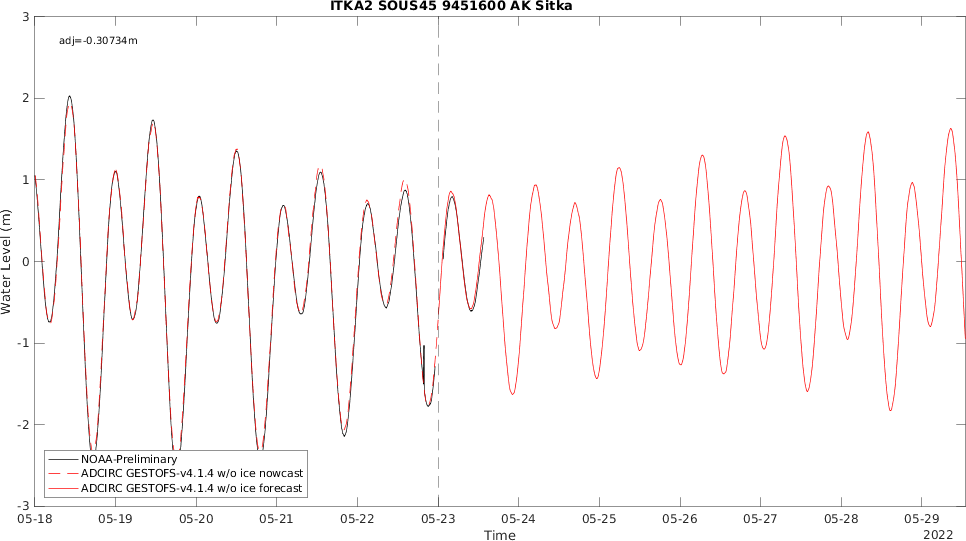 ITKA2 SOUS45 9451600 AK Sitka
adj=-0.30734m
3
2
1
0
-1
-2
-3
Water Level (m)
NOAA-Preliminary
ADCIRC GESTOFS-v4.1.4 w/o ice nowcast
ADCIRC GESTOFS-v4.1.4 w/o ice forecast
05-18 05-19 05-20 05-21 05-22 05-23 05-24 05-25 05-26 05-27 05-28 05-29
Time
2022